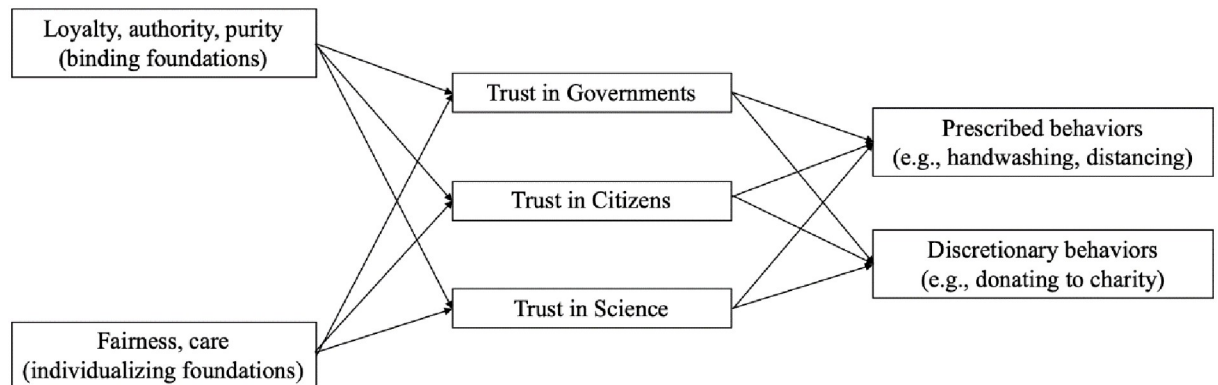 Loyalty, authority, purity
(binding foundations)
Fairness, care
(individualizing foundations)
Trust in Governments
Trust in Citizens
Trust in Science
Prescribed behaviors
(e.g., handwashing, distancing)
Discretionary behaviors
(e.g., donating to charity)